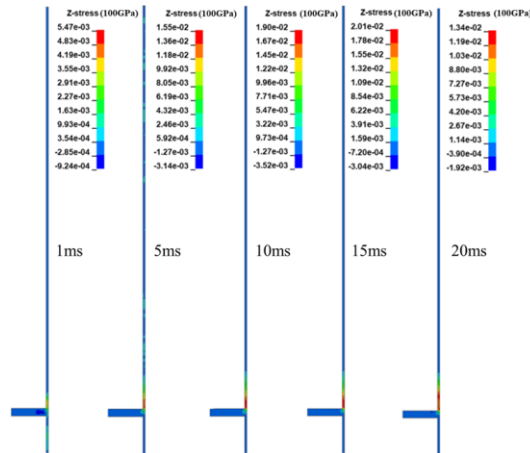 Z-stress (100GPa)
5.47e-03
4.83e-03
4.19e-03
3.55e-03
2.91e-03
2.27e-03
1.63e-03
9.93e-04
3.54e-04
-2.85e-04
-9.24e-04
1ms
Z-stress (100GPa)
1.55e-02
1.36e-02
1.18e-02
9.92e-03
8.05e-03
6.19e-03
4.32e-03
2.46e-03
5.92e-04
-1.27e-03
-3.14e-03
5ms
Z-stress (100GPa)
1.90e-02
1.67e-02
1.45e-02
1.22e-02
9.96e-03
7.71e-03
5.47e-03
3.22e-03
9.73e-04
-1.27e-03
-3.52e-03
10ms
Z-stress (100GPa)
2.01e-02
1.78e-02
1.55e-02
1.32e-02
1.09e-02
8.54e-03
6.22e-03
3.91e-03
1.59e-03
-7.20e-04
-3.04e-03
15ms
Z-stress (100GPa)
1.34e-02
1.19e-02
1.03e-02
8.80e-03
7.27e-03
5.73e-03
4.20e-03
2.67e-03
1.14e-03
-3.90e-04
-1.92e-03
20ms